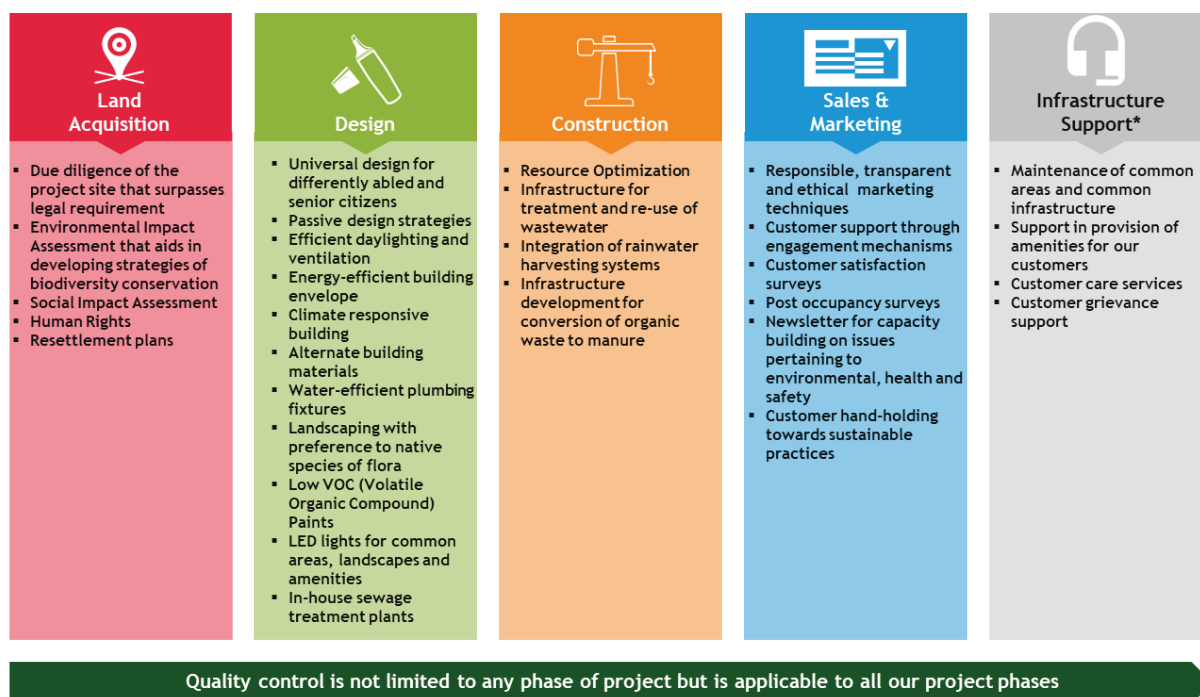 Land
Acquisition
▪ Due diligence of the
project site that surpasses
legal requirement
▪ Environmental Impact
Assessment that aids in
developing strategies of
biodiversity conservation
▪ Social Impact Assessment
▪ Human Rights
▪ Resettlement plans
Design
▪ Universal design for
differently abled and
senior citizens
▪ Passive design strategies
▪ Efficient daylighting and
ventilation
▪ Energy-efficient building
envelope
▪ Climate responsive
building
▪ Alternate building
materials
▪ Water-efficient plumbing
fixtures
▪ Landscaping with
preference to native
species of flora
▪ Low VOC (Volatile
Organic Compound)
Paints
▪ LED lights for common
areas, landscapes and
amenities
▪ In-house sewage
treatment plants
Construction
▪ Resource Optimization
▪ Infrastructure for
treatment and re-use of
wastewater
▪ Integration of rainwater
harvesting systems
▪ Infrastructure
development for
conversion of organic
waste to manure
Sales &
Marketing
▪ Responsible, transparent
and ethical marketing
techniques
▪ Customer support through
engagement mechanisms
▪ Customer satisfaction
surveys
▪ Post occupancy surveys
▪ Newsletter for capacity
building on issues
pertaining to
environmental, health and
safety
▪ Customer hand-holding
towards sustainable
practices
Infrastructure
Support*
▪ Maintenance of common
areas and common
infrastructure
▪ Support in provision of
amenities for our
customers
▪ Customer care services
▪ Customer grievance
support
Quality control is not limited to any phase of project but is applicable to all our project phases